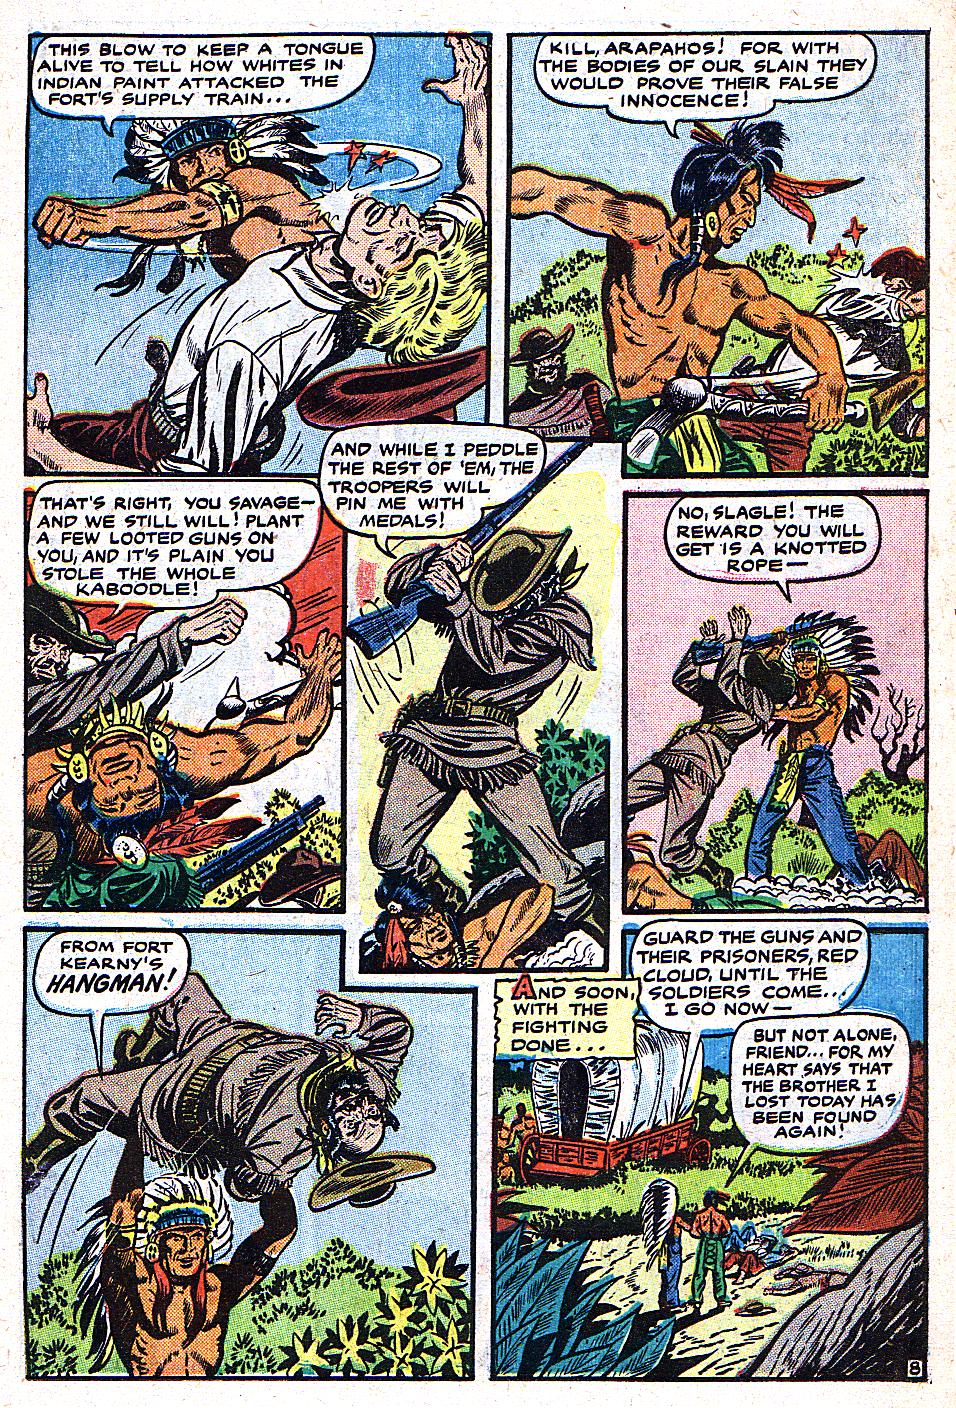 THIS BLOW TO KEEP A TONGUE
ALIVE TO TELL HOW WHITES IN
INDIAN PAINT ATTACKED THE
FORT'S SUPPLY TRAIN...
KILL, ARAPAHOS! FOR WITH
THE BODIES OF OUR SLAIN THEY
WOULD PROVE THEIR FALSE
INNOCENCE!
THAT'S RIGHT, YOU SAVAGE—
AND WE STILL WILL! PLANT
A FEW LOOTED GUNS ON
YOU, AND IT'S PLAIN YOU
STOLE THE WHOLE
KABOODLE!
AND WHILE I PEDDLE
THE REST OF 'EM, THE
TROOPERS WILL
PIN ME WITH
MEDALS!
NO, SLAGLE! THE
REWARD YOU WILL
GET IS A KNOTTED
ROPE—
FROM FORT
KEARNY'S
HANGMAN!
AND SOON,
WITH THE
FIGHTING
DONE...
GUARD THE GUNS AND
THEIR PRISONERS, RED
CLOUD, UNTIL THE
SOLDIERS COME...
I GO NOW—
BUT NOT ALONE,
FRIEND... FOR MY
HEART SAYS THAT
THE BROTHER I
LOST TODAY HAS
BEEN FOUND
AGAIN!
8